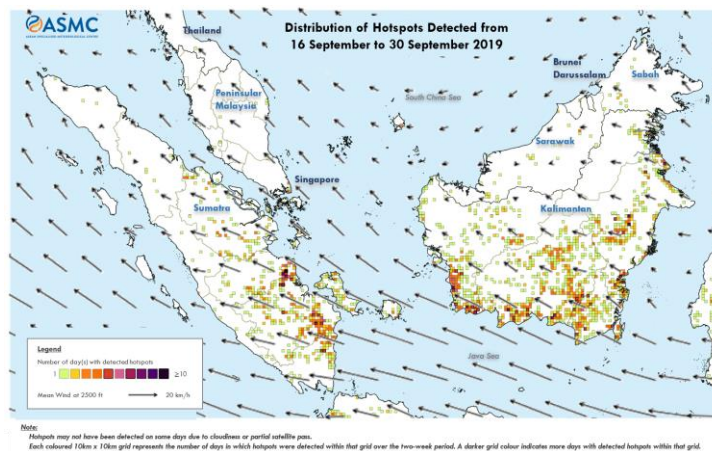 ASMC
ASEAN SPECIALISED METEOROLOGICAL CENTRE
Distribution of Hotspots Detected from
16 September to 30 September 2019
Thailand
Peninsular
Malaysia
South China Sea
Brunei
Darussalam
Sabah
Sarawak
Singapore
Sumatra
Kalimantan
Java Sea
Legend
Number of day(s) with detected hotspots
1
≥10
Mean Wind at 2500 ft
20 km/h
Note:
Hotspots may not have been detected on some days due to cloudiness or partial satellite pass.
Each coloured 10km x 10km grid represents the number of days in which hotspots were detected within that grid over the two-week period. A darker grid colour indicates more days with detected hotspots within that grid.